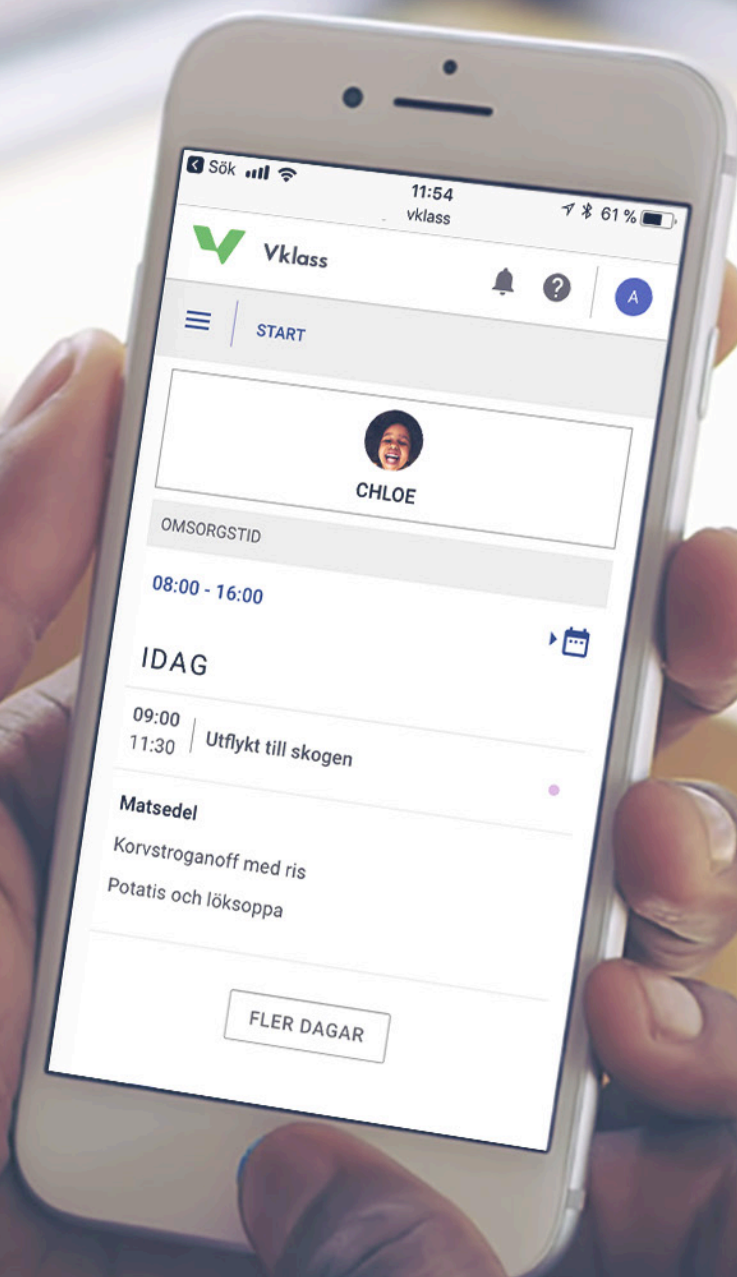 Sök
11:54
61 %
vklass
Vklass
A
START
CHLOE
OMSORGSTID
08:00 - 16:00
IDAG
09:00
11:30
Utflykt till skogen
Matsedel
Korvstroganoff med ris
Potatis och löksoppa
FLER DAGAR